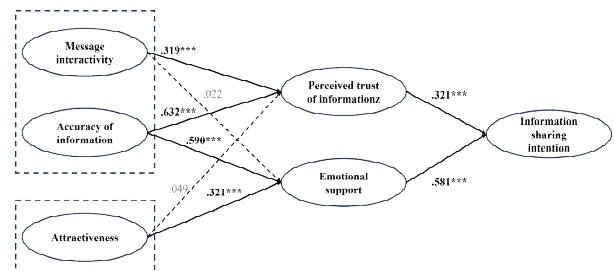 Message
interactivity
.319***
.022
Perceived trust
of informationz
.321***
Accuracy of
information
.632***
.590***
Information
sharing
intention
.049
.321***
Emotional
support
.581***
Attractiveness